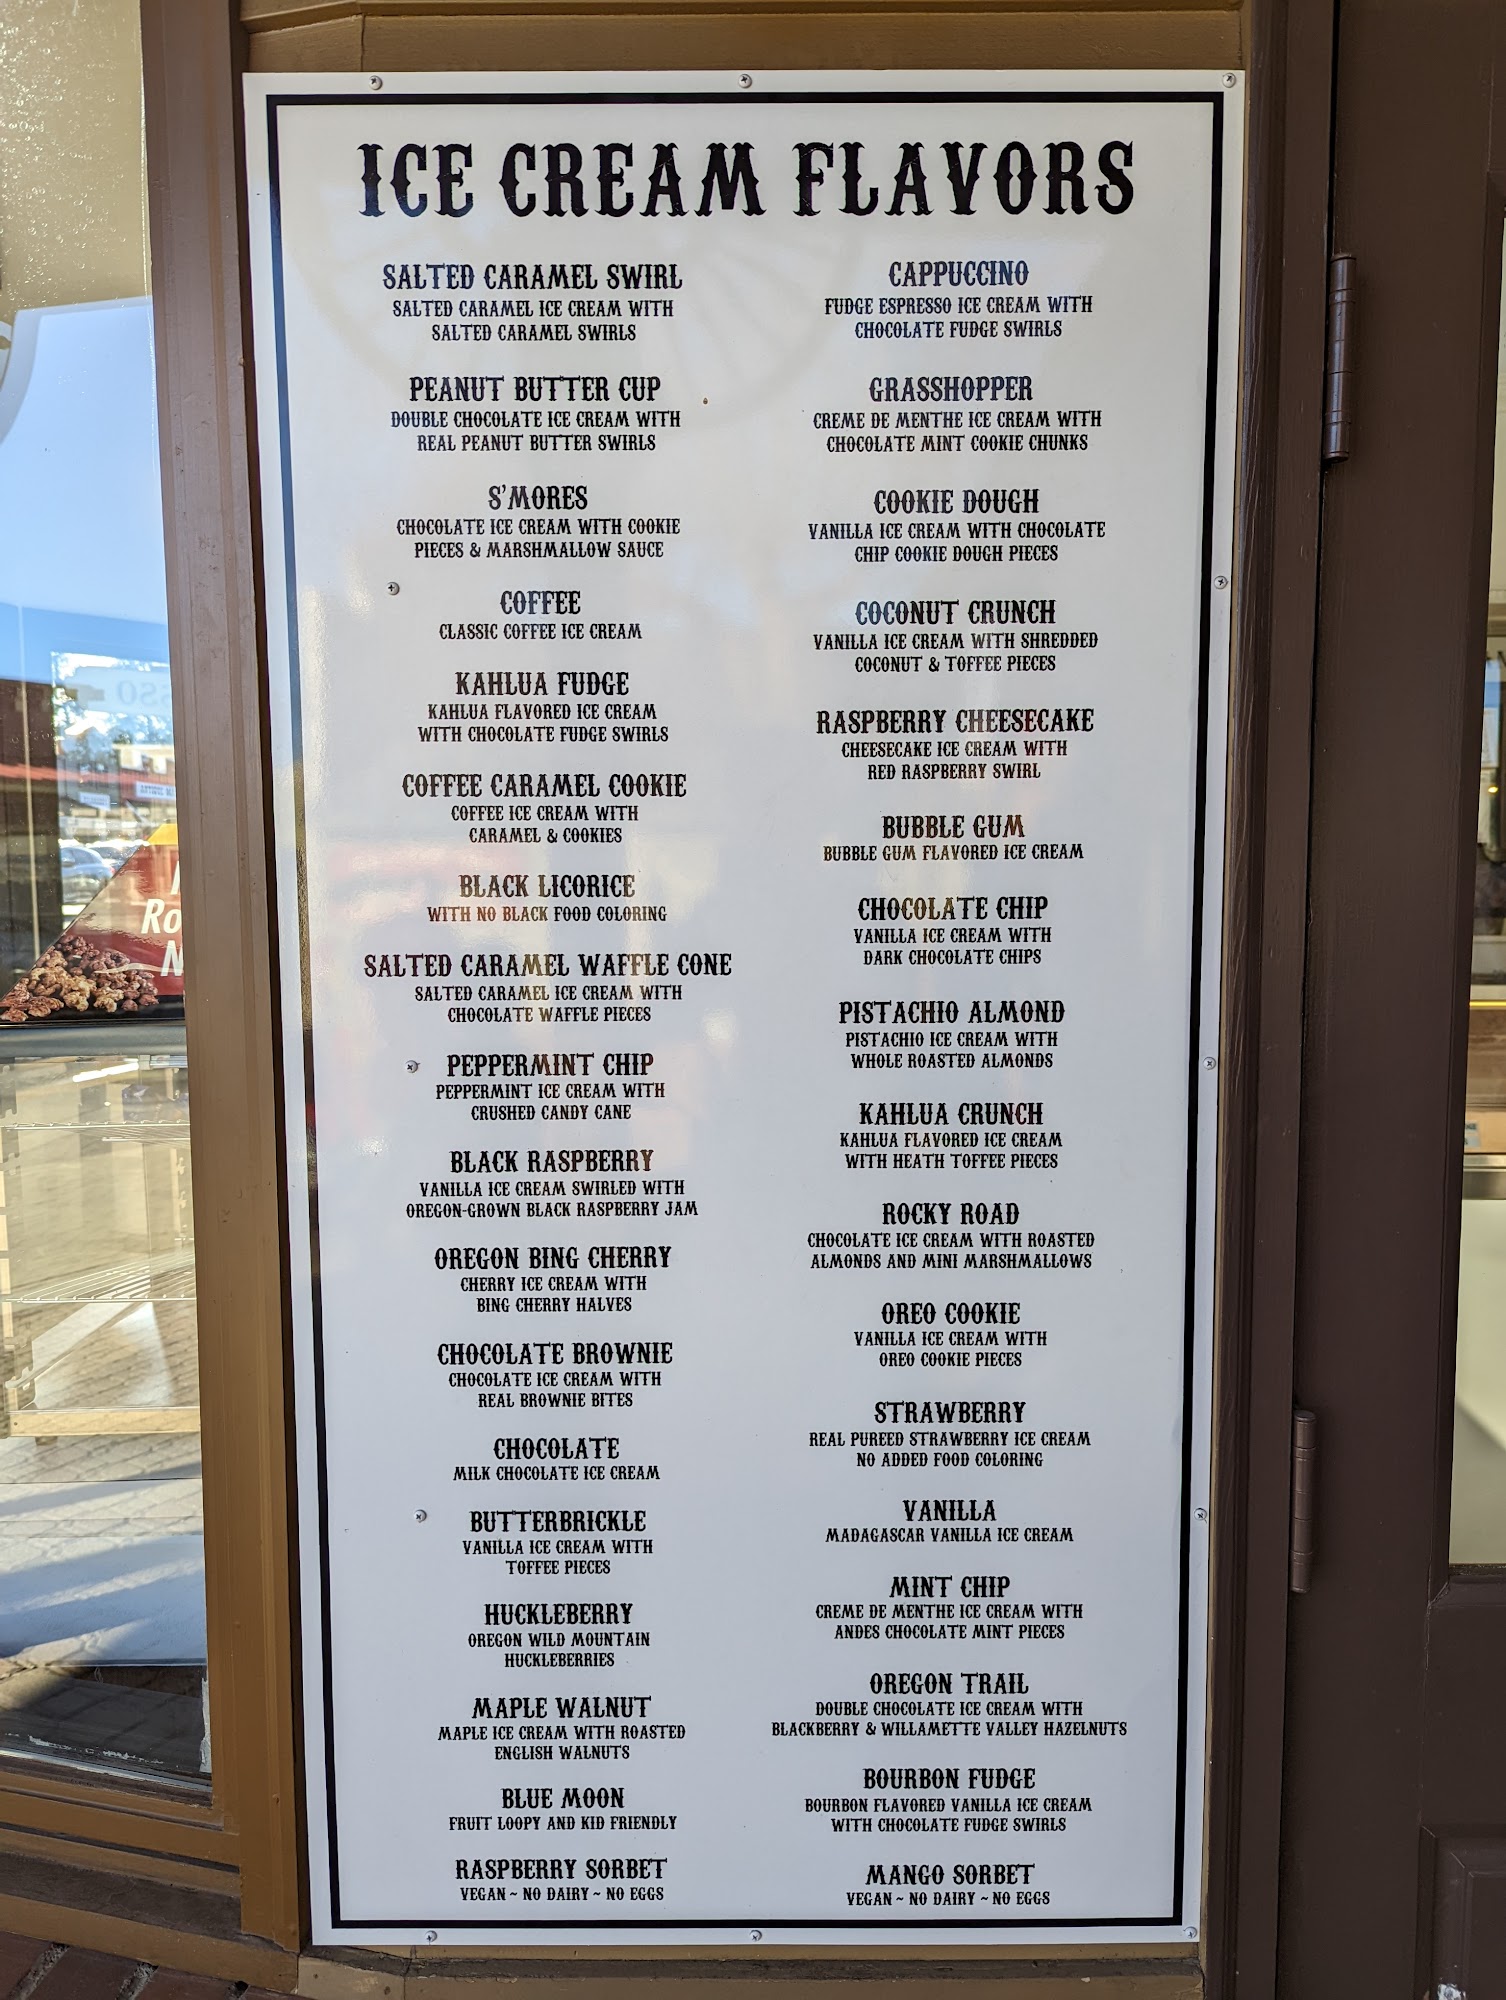 ICE CREAM FLAVORS
SALTED CARAMEL SWIRL
SALTED CARAMEL ICE CREAM WITH
SALTED CARAMEL SWIRLS
PEANUT BUTTER CUP
DOUBLE CHOCOLATE ICE CREAM WITH
REAL PEANUT BUTTER SWIRLS
S'MORES
CHOCOLATE ICE CREAM WITH COOKIE
PIECES & MARSHMALLOW SAUCE
COFFEE
CLASSIC COFFEE ICE CREAM
KAHLUA FUDGE
KAHLUA FLAVORED ICE CREAM
WITH CHOCOLATE FUDGE SWIRLS
COFFEE CARAMEL COOKIE
COFFEE ICE CREAM WITH
CARAMEL & COOKIES
BLACK LICORICE
WITH NO BLACK FOOD COLORING
SALTED CARAMEL WAFFLE CONE
SALTED CARAMEL ICE CREAM WITH
CHOCOLATE WAFFLE PIECES
PEPPERMINT CHIP
PEPPERMINT ICE CREAM WITH
CRUSHED CANDY CANE
BLACK RASPBERRY
VANILLA ICE CREAM SWIRLED WITH
OREGON-GROWN BLACK RASPBERRY JAM
OREGON BING CHERRY
CHERRY ICE CREAM WITH
BING CHERRY HALVES
CHOCOLATE BROWNIE
CHOCOLATE ICE CREAM WITH
REAL BROWNIE BITES
CHOCOLATE
MILK CHOCOLATE ICE CREAM
BUTTERBRICKLE
VANILLA ICE CREAM WITH
TOFFEE PIECES
HUCKLEBERRY
OREGON WILD MOUNTAIN
HUCKLEBERRIES
MAPLE WALNUT
MAPLE ICE CREAM WITH ROASTED
ENGLISH WALNUTS
BLUE MOON
FRUIT LOOPY AND KID FRIENDLY
RASPBERRY SORBET
VEGAN ~ NO DAIRY ~ NO EGGS
CAPPUCCINO
FUDGE ESPRESSO ICE CREAM WITH
CHOCOLATE FUDGE SWIRLS
GRASSHOPPER
CREME DE MENTHE ICE CREAM WITH
CHOCOLATE MINT COOKIE CHUNKS
COOKIE DOUGH
VANILLA ICE CREAM WITH CHOCOLATE
CHIP COOKIE DOUGH PIECES
COCONUT CRUNCH
VANILLA ICE CREAM WITH SHREDDED
COCONUT & TOFFEE PIECES
RASPBERRY CHEESECAKE
CHEESECAKE ICE CREAM WITH
RED RASPBERRY SWIRL
BUBBLE GUM
BUBBLE GUM FLAVORED ICE CREAM
CHOCOLATE CHIP
VANILLA ICE CREAM WITH
DARK CHOCOLATE CHIPS
PISTACHIO ALMOND
PISTACHIO ICE CREAM WITH
WHOLE ROASTED ALMONDS
KAHLUA CRUNCH
KAHLUA FLAVORED ICE CREAM
WITH HEATH TOFFEE PIECES
ROCKY ROAD
CHOCOLATE ICE CREAM WITH ROASTED
ALMONDS AND MINI MARSHMALLOWS
OREO COOKIE
VANILLA ICE CREAM WITH
OREO COOKIE PIECES
STRAWBERRY
REAL PUREED STRAWBERRY ICE CREAM
NO ADDED FOOD COLORING
VANILLA
MADAGASCAR VANILLA ICE CREAM
MINT CHIP
CREME DE MENTHE ICE CREAM WITH
ANDES CHOCOLATE MINT PIECES
OREGON TRAIL
DOUBLE CHOCOLATE ICE CREAM WITH
BLACKBERRY & WILLAMETTE VALLEY HAZELNUTS
BOURBON FUDGE
BOURBON FLAVORED VANILLA ICE CREAM
WITH CHOCOLATE FUDGE SWIRLS
MANGO SORBET
VEGAN ~ NO DAIRY ~ NO EGGS